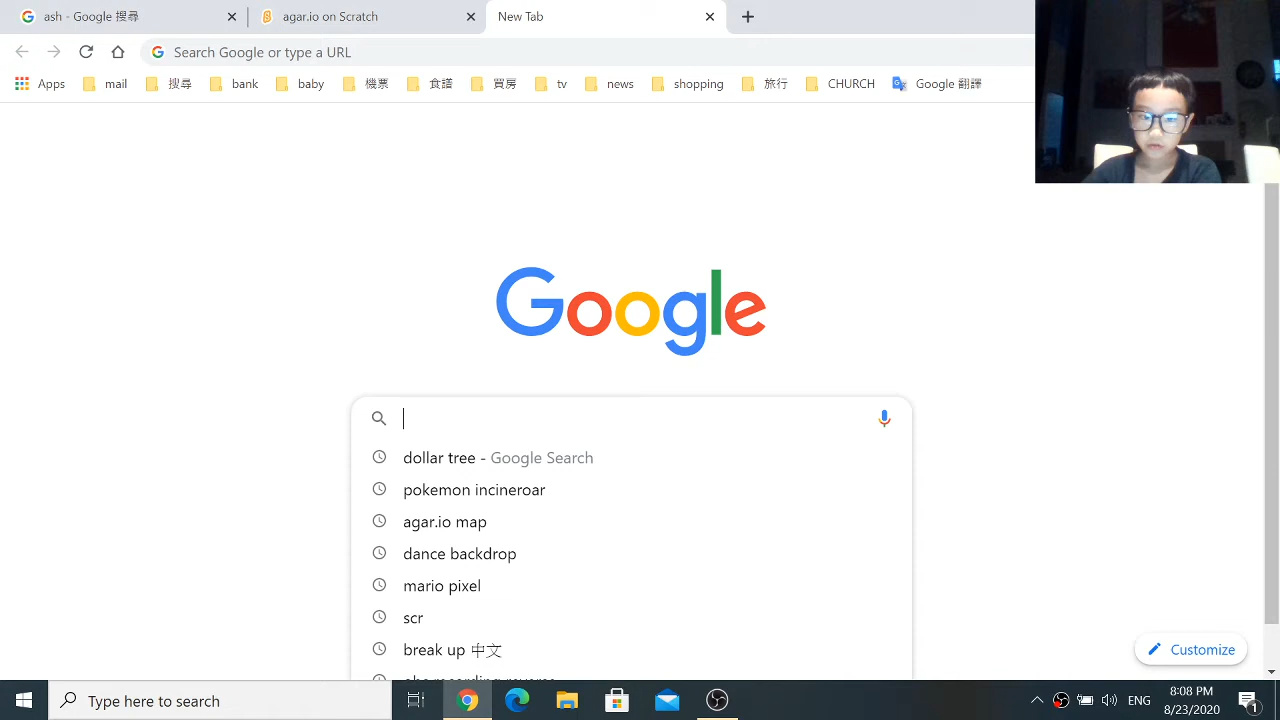 ash - Google 搜尋
agar.io on Scratch
New Tab
Search Google or type a URL
Apps mail 搜尋 bank baby 機票 食譜 買房 tv news shopping 旅行 CHURCH Google 翻譯
Google
dollar tree - Google Search
pokemon incineroar
agar.io map
dance backdrop
mario pixel
scr
break up 中文
Customize
Type here to search
ENG
8:08 PM
8/23/2020
1